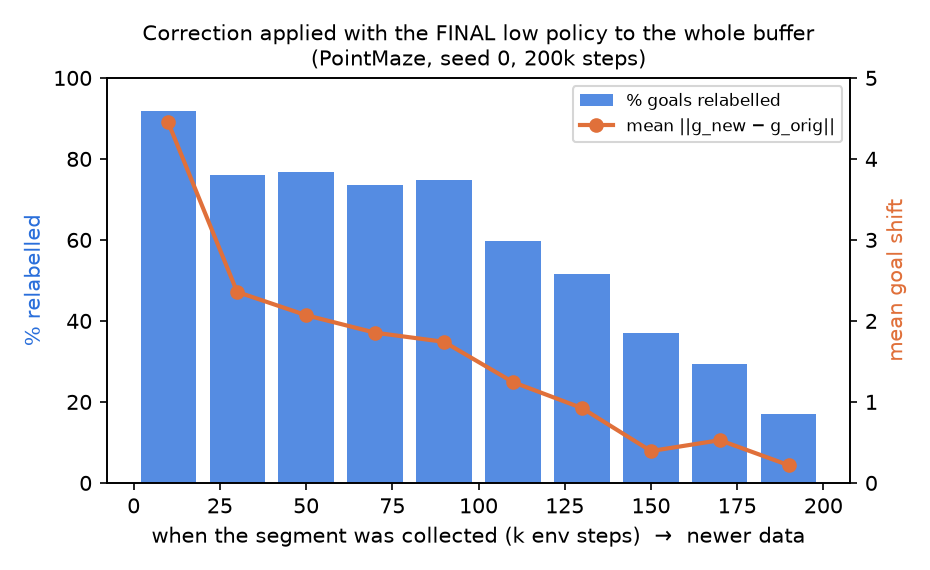 Correction applied with the FINAL low policy to the whole buffer
(PointMaze, seed 0, 200k steps)
% goals relabelled
mean ||g_new − g_orig||
% relabelled
100
80
60
40
20
0
5
4
3
2
1
0
mean goal shift
0 25 50 75 100 125 150 175 200
when the segment was collected (k env steps) → newer data